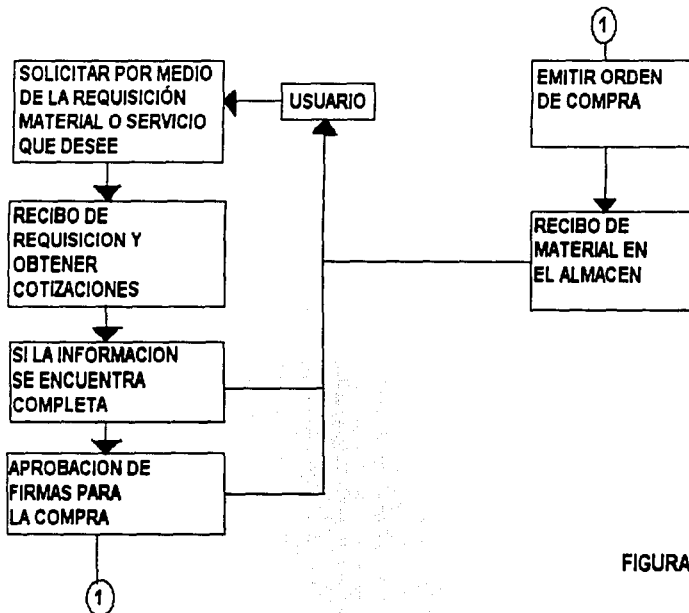 SOLICITAR POR MEDIO
DE LA REQUISICIÓN
MATERIAL O SERVICIO
QUE DESEE
USUARIO
RECIBO DE
REQUISICION Y
OBTENER
COTIZACIONES
SI LA INFORMACION
SE ENCUENTRA
COMPLETA
APROBACION DE
FIRMAS PARA
LA COMPRA
1
1
EMITIR ORDEN
DE COMPRA
RECIBO DE
MATERIAL EN
EL ALMACEN
FIGURA